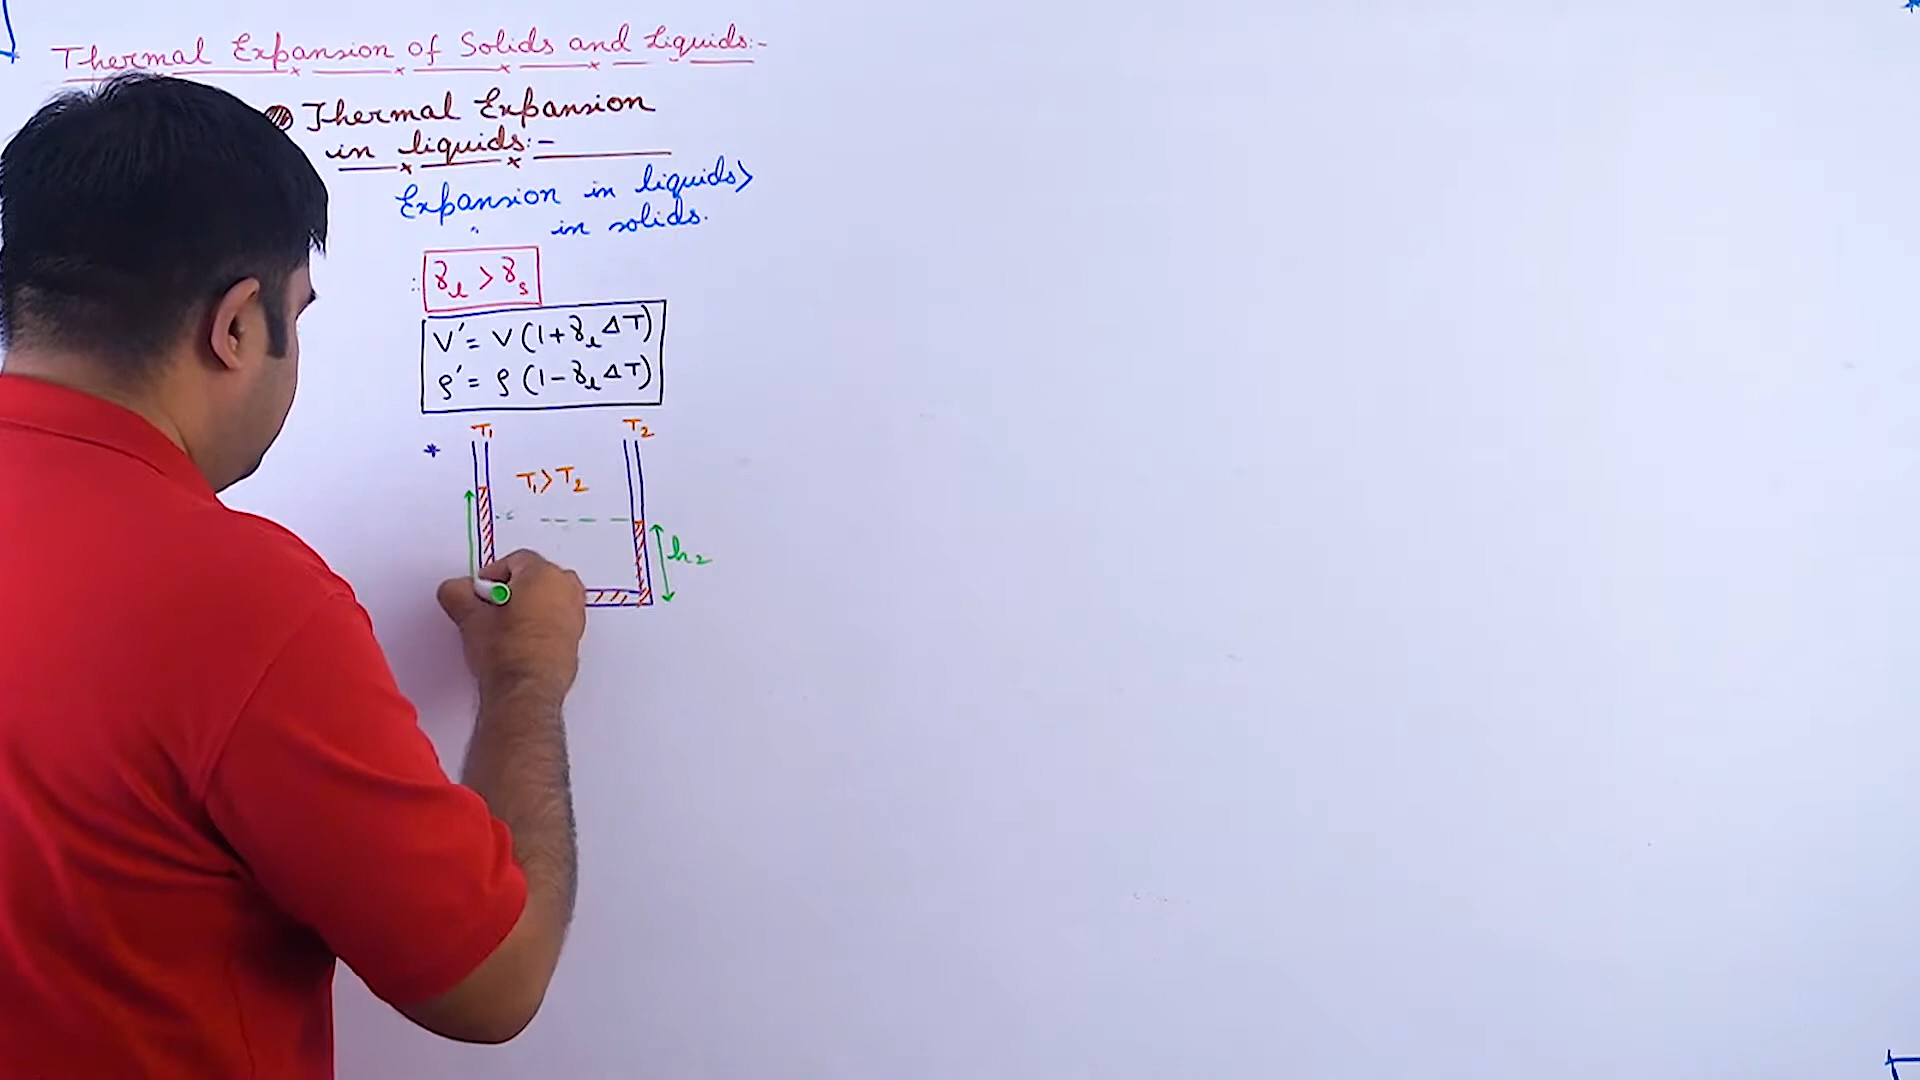 Thermal Expansion of Solids and Liquids:-
Thermal Expansion
in liquids:-
Expansion in liquids>
" in solids.
∴ γₗ > γₛ
V' = V (1+γₗΔT)
ρ' = ρ (1-γₗΔT)
* T₁ T₂
T₁>T₂
h₂